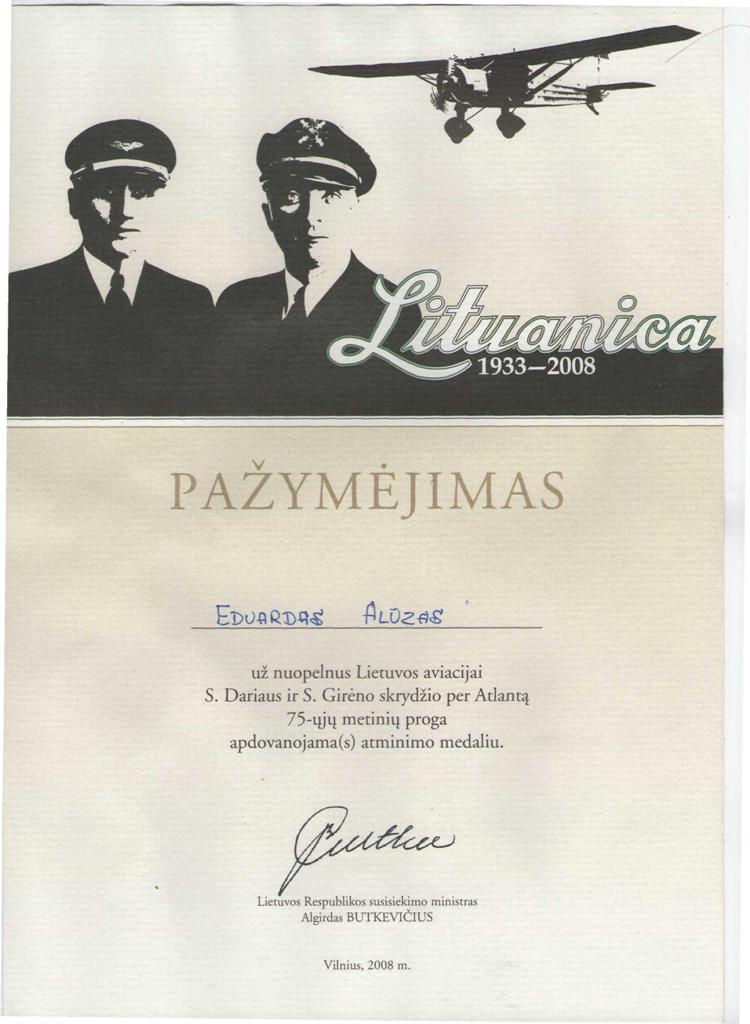 Lituanica
1933–2008
PAŽYMĖJIMAS
EDUARDAS ALŪZAS
už nuopelnus Lietuvos aviacijai
S. Dariaus ir S. Girėno skrydžio per Atlantą
75-ųjų metinių proga
apdovanojama(s) atminimo medaliu.
Lietuvos Respublikos susisiekimo ministras
Algirdas BUTKEVIČIUS
Vilnius, 2008 m.